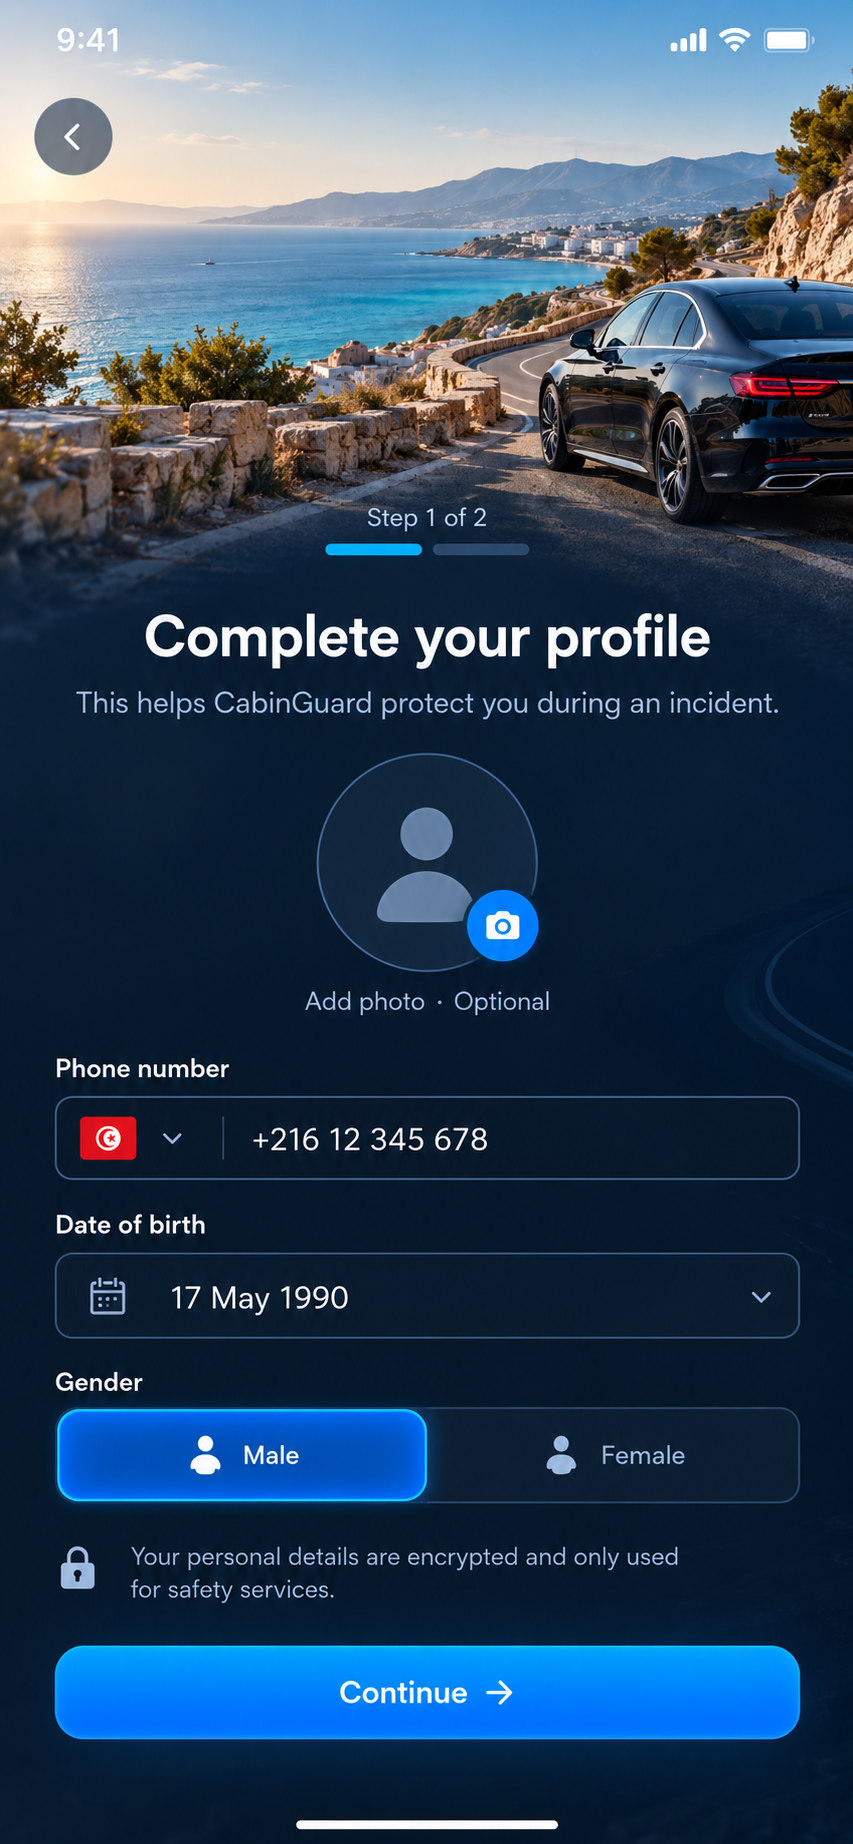 9:41
Step 1 of 2
Complete your profile
This helps CabinGuard protect you during an incident.
Add photo · Optional
Phone number
+216 12 345 678
Date of birth
17 May 1990
Gender
Male
Female
Your personal details are encrypted and only used
for safety services.
Continue →